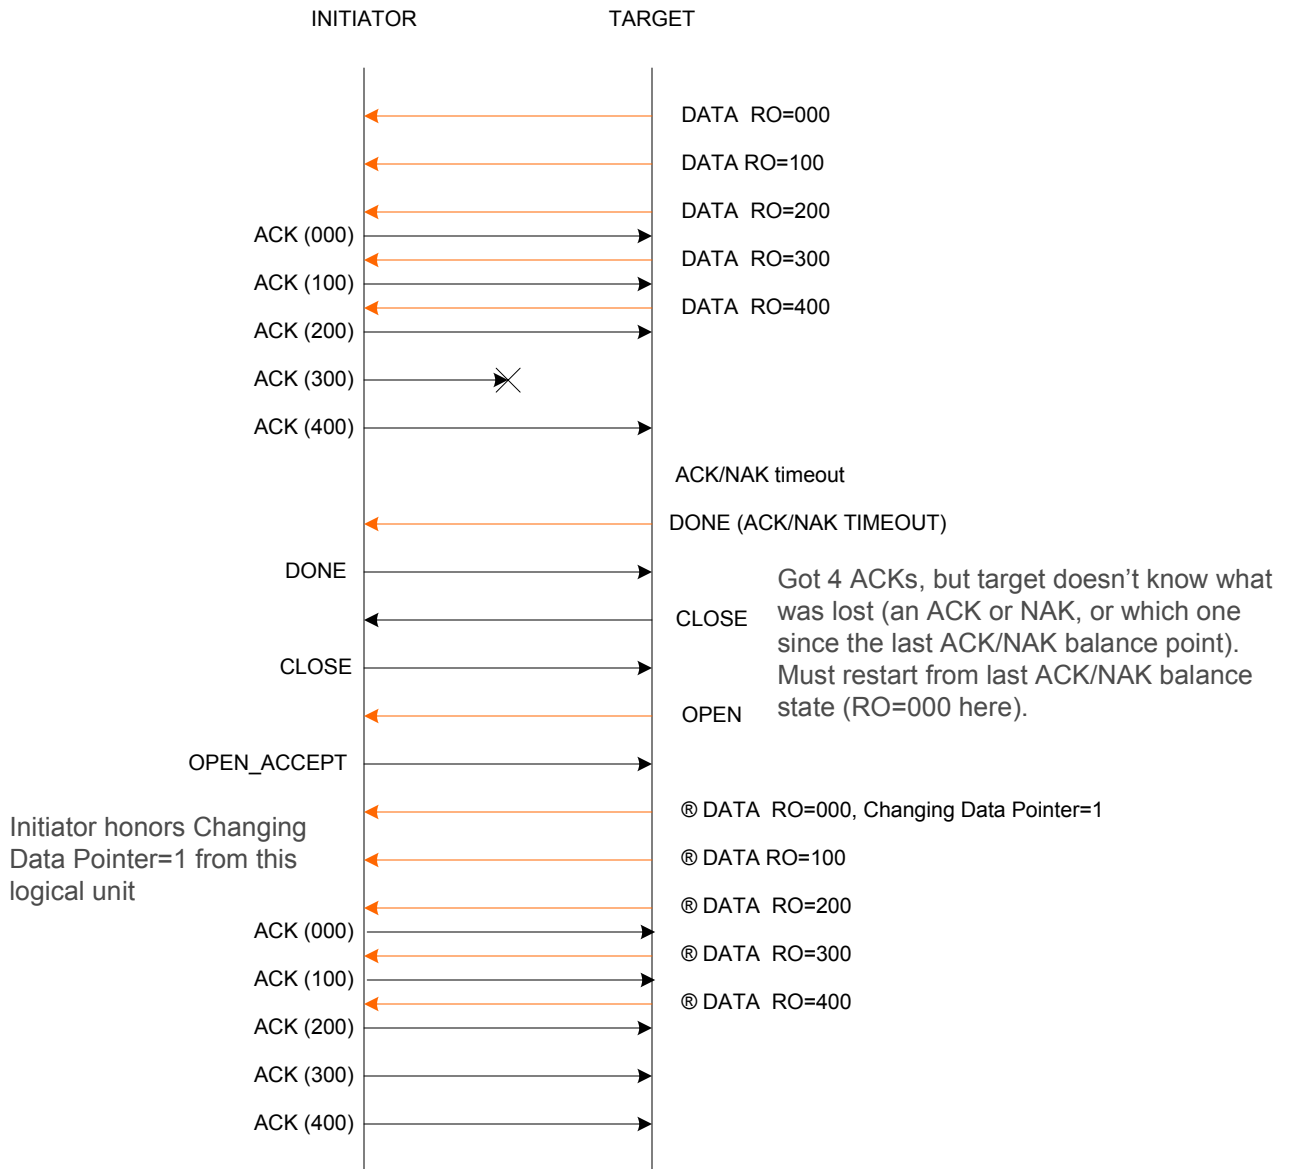 INITIATOR TARGET
DATA RO=000
DATA RO=100
DATA RO=200
ACK (000)
DATA RO=300
ACK (100)
DATA RO=400
ACK (200)
ACK (300)
ACK (400)
ACK/NAK timeout
DONE (ACK/NAK TIMEOUT)
DONE
CLOSE
CLOSE
Got 4 ACKs, but target doesn’t know what
was lost (an ACK or NAK, or which one
since the last ACK/NAK balance point).
Must restart from last ACK/NAK balance
state (RO=000 here).
OPEN
OPEN_ACCEPT
® DATA RO=000, Changing Data Pointer=1
Initiator honors Changing
Data Pointer=1 from this
logical unit
® DATA RO=100
® DATA RO=200
ACK (000)
® DATA RO=300
ACK (100)
® DATA RO=400
ACK (200)
ACK (300)
ACK (400)